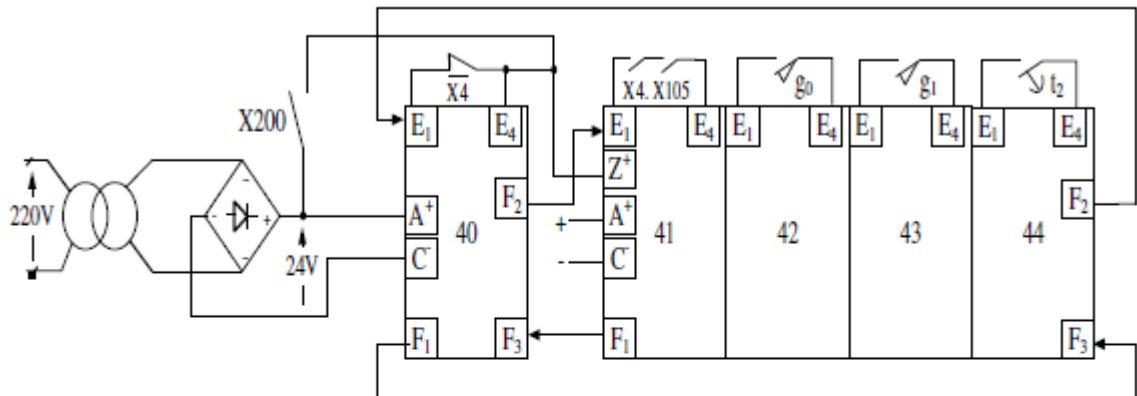 X4
X4. X105
g₀
g₁
t₂
X200
E₁
E₄
E₁
E₄
E₁
E₄
E₁
E₄
E₁
E₄
Z⁺
220V
F₂
F₂
A⁺
A⁺
- - + -
40
+
41
42
43
44
24V
C⁻
-
C⁻
F₁
F₃
F₁
F₃